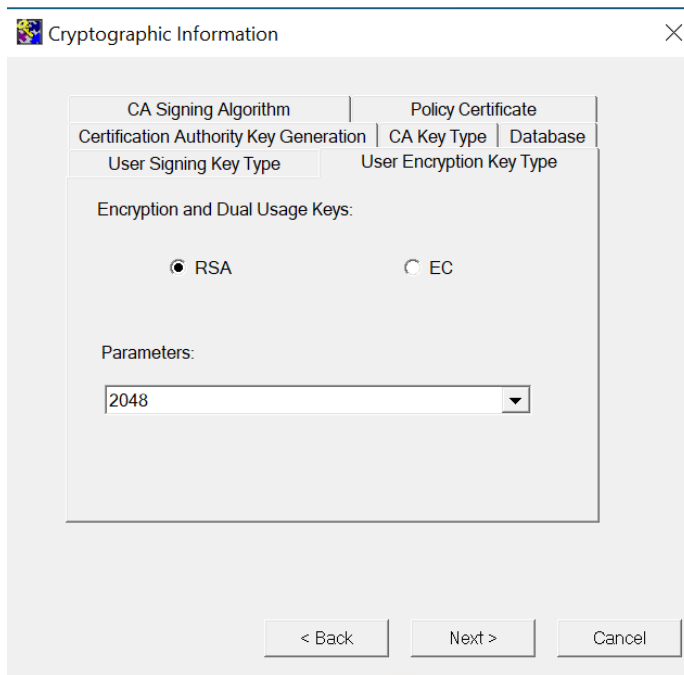 Cryptographic Information
CA Signing Algorithm Policy Certificate
Certification Authority Key Generation CA Key Type Database
User Signing Key Type User Encryption Key Type
Encryption and Dual Usage Keys:
RSA EC
Parameters:
2048
< Back Next > Cancel